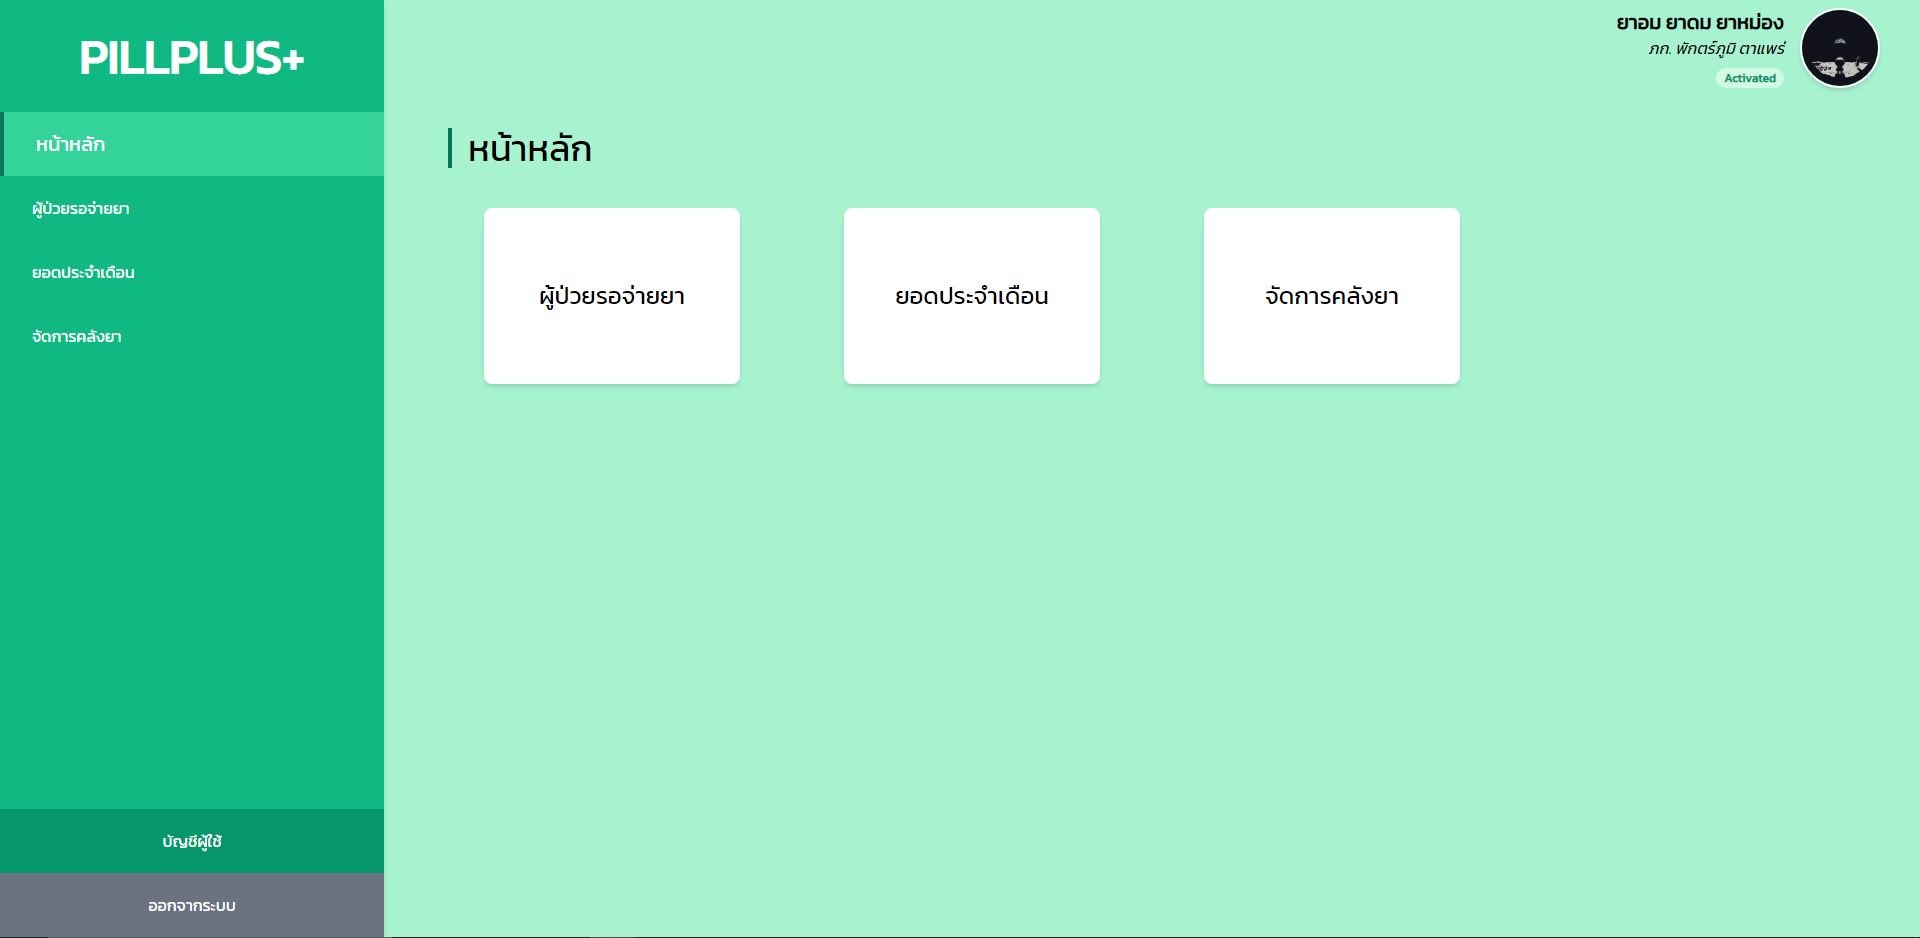 PILLPLUS+
หน้าหลัก
ผู้ป่วยรอจ่ายยา
ยอดประจำเดือน
จัดการคลังยา
บัญชีผู้ใช้
ออกจากระบบ
ยาอม ยาดม ยาหม่อง
ภก. พักตร์ภูมิ ตาแพร่
Activated
หน้าหลัก
ผู้ป่วยรอจ่ายยา
ยอดประจำเดือน
จัดการคลังยา